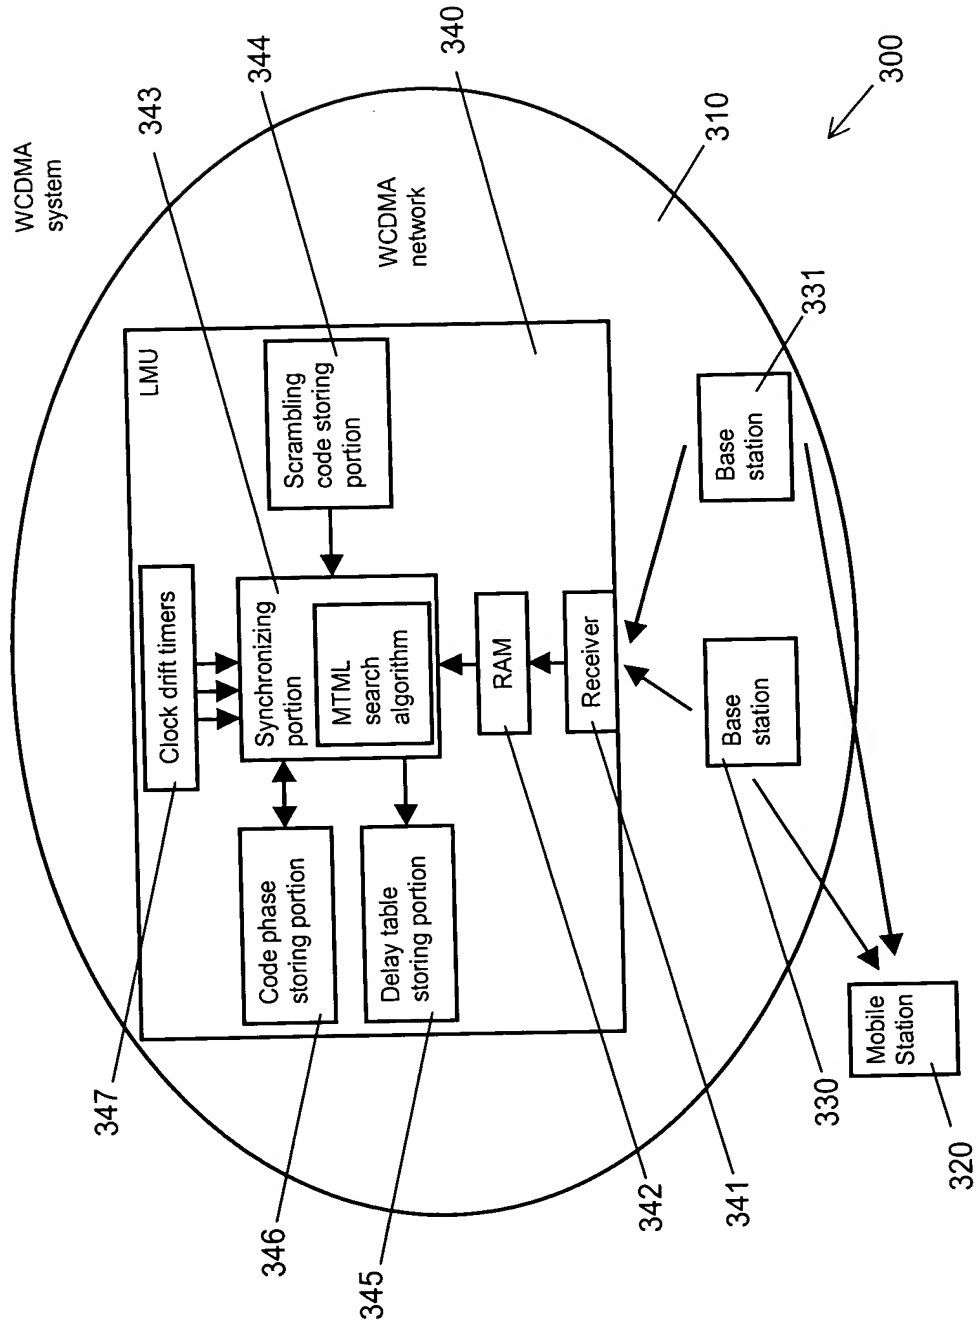 WCDMA
system
300
310
WCDMA
network
340
LMU
343
344
Clock drift timers
347
Code phase
storing portion
346
Delay table
storing portion
345
Synchronizing
portion
MTML
search
algorithm
Scrambling
code storing
portion
RAM
342
Receiver
341
Base
station
330
Base
station
331
Mobile
Station
320